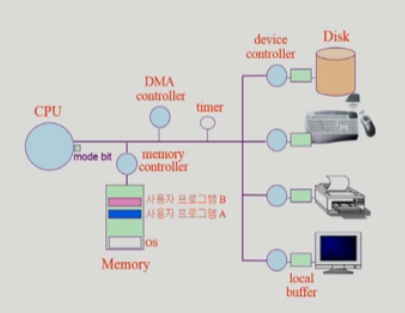 device
controller
Disk
DMA
controller
timer
CPU
mode bit
memory
controller
사용자 프로그램 B
사용자 프로그램 A
OS
Memory
local
buffer